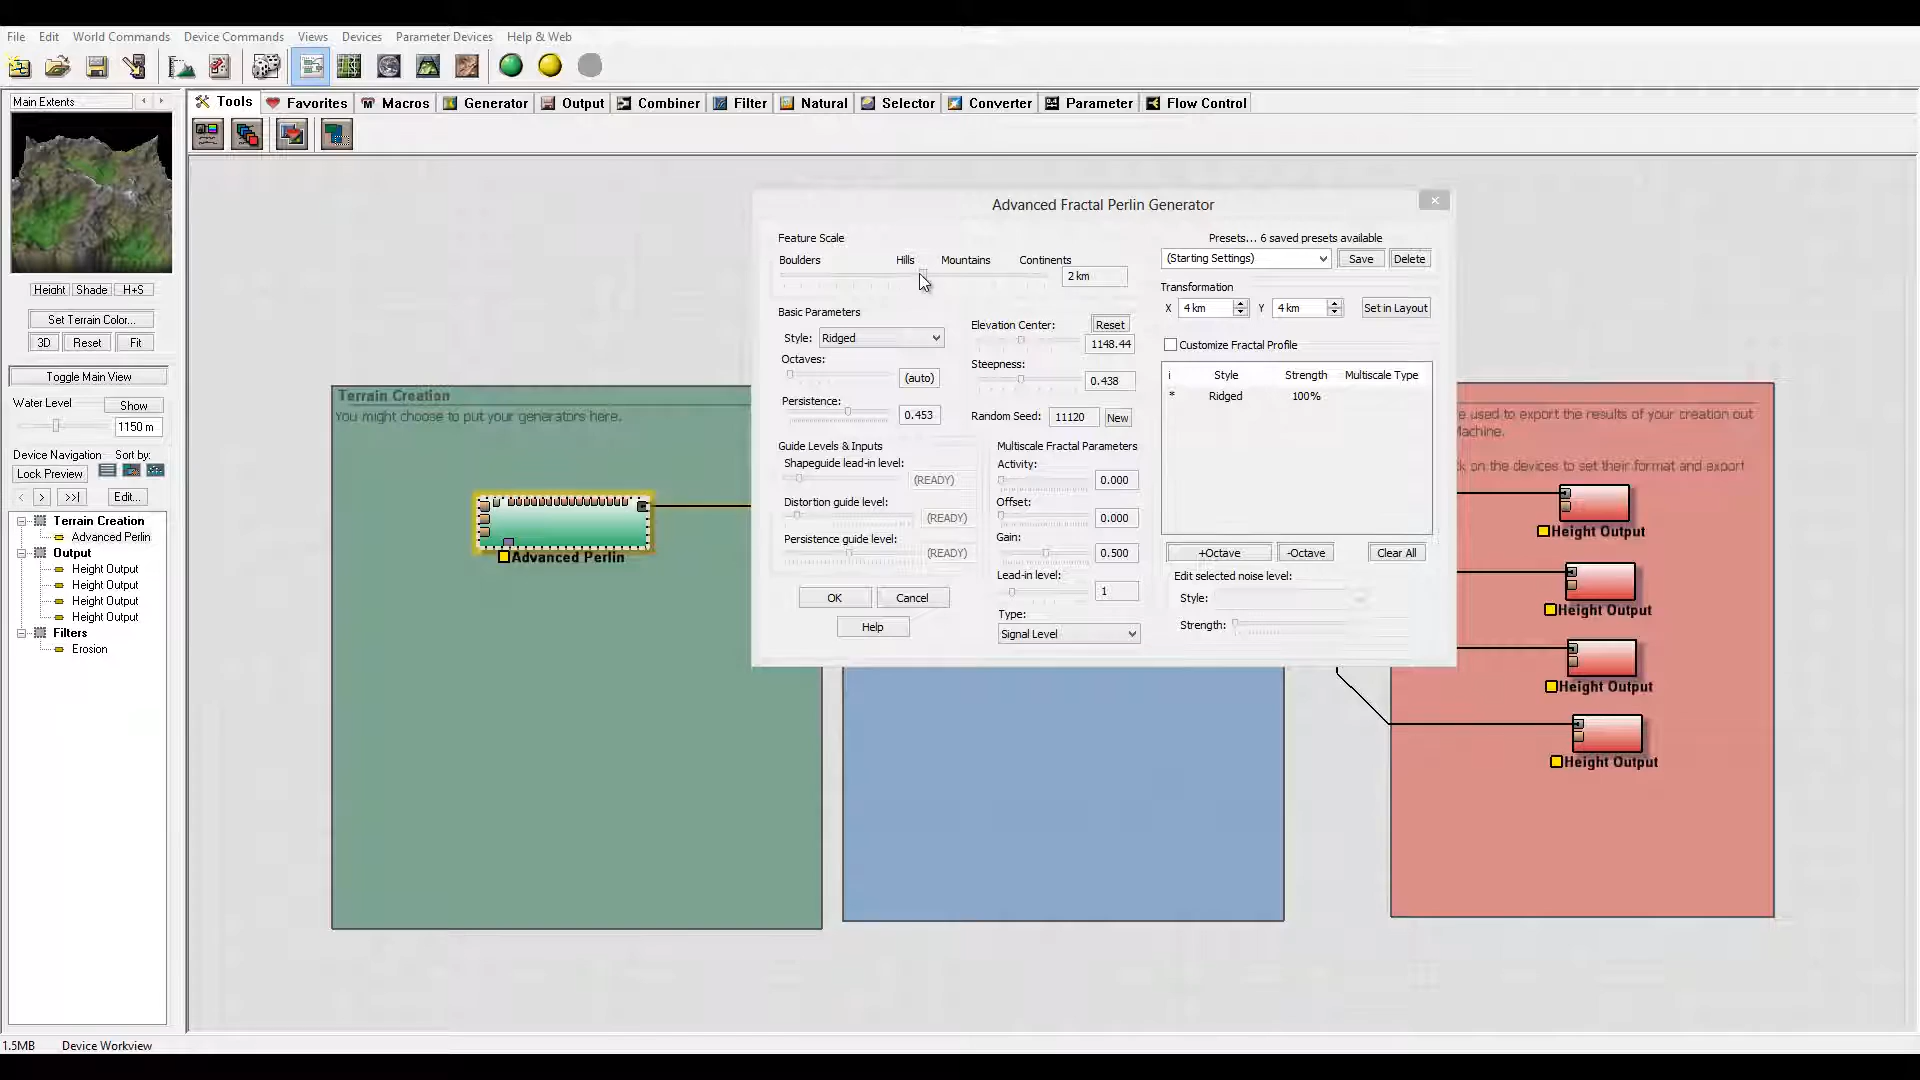 File Edit World Commands Device Commands Views Devices Parameter Devices Help & Web
Main Extents
Tools Favorites Macros Generator Output Combiner Filter Natural Selector Converter Parameter Flow Control
Height Shade H+S
Set Terrain Color...
3D Reset Fit
Toggle Main View
Water Level Show
1150 m
Device Navigation Sort by:
Lock Preview
< > >>| Edit...
Terrain Creation
Advanced Perlin
Output
Height Output
Height Output
Height Output
Height Output
Filters
Erosion
Terrain Creation
You might choose to put your generators here.
Advanced Perlin
Advanced Fractal Perlin Generator
Feature Scale
Boulders Hills Mountains Continents
2 km
Basic Parameters
Style: Ridged
Octaves:
(auto)
Persistence:
0.453
Elevation Center: Reset
1148.44
Steepness:
0.438
Random Seed: 11120 New
Guide Levels & Inputs
Shapeguide lead-in level:
(READY)
Distortion guide level:
(READY)
Persistence guide level:
(READY)
OK Cancel
Help
Multiscale Fractal Parameters
Activity:
0.000
Offset:
0.000
Gain:
0.500
Lead-in level:
1
Type:
Signal Level
Presets... 6 saved presets available
(Starting Settings) Save Delete
Transformation
X 4 km Y 4 km Set in Layout
Customize Fractal Profile
i Style Strength Multiscale Type
* Ridged 100%
+Octave -Octave Clear All
Edit selected noise level:
Style:
Strength:
e used to export the results of your creation out
Machine.
k on the devices to set their format and export
Height Output
Height Output
Height Output
Height Output
1.5MB Device Workview